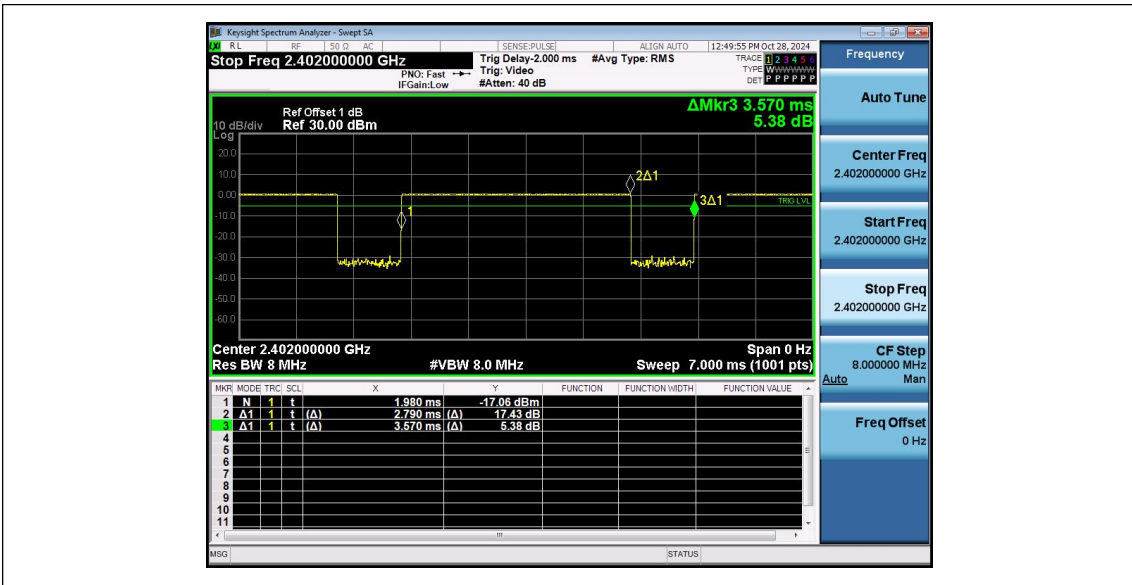 Keysight Spectrum Analyzer - Swept SA
LXI RL RF 50 Ω AC SENSE:PULSE ALIGN AUTO 12:49:55 PM Oct 28, 2024
Stop Freq 2.402000000 GHz
PNO: Fast
IFGain:Low
Trig Delay-2.000 ms
Trig: Video
#Atten: 40 dB
#Avg Type: RMS
TRACE 1 2 3 4 5 6
TYPE WWWWWW
DET P P P P P P
Frequency
Ref Offset 1 dB
10 dB/div Ref 30.00 dBm
Log
ΔMkr3 3.570 ms
5.38 dB
20.0
10.0
0.00
-10.0
-20.0
-30.0
-40.0
-50.0
-60.0
1
2Δ1
3Δ1
TRIG LVL
Center 2.402000000 GHz Span 0 Hz
Res BW 8 MHz #VBW 8.0 MHz Sweep 7.000 ms (1001 pts)
MKR MODE TRC SCL X Y FUNCTION FUNCTION WIDTH FUNCTION VALUE
1 N 1 t 1.980 ms -17.06 dBm
2 Δ1 1 t (Δ) 2.790 ms (Δ) 17.43 dB
3 Δ1 1 t (Δ) 3.570 ms (Δ) 5.38 dB
4
5
6
7
8
9
10
11
MSG STATUS
Auto Tune
Center Freq
2.402000000 GHz
Start Freq
2.402000000 GHz
Stop Freq
2.402000000 GHz
CF Step
8.000000 MHz
Auto Man
Freq Offset
0 Hz